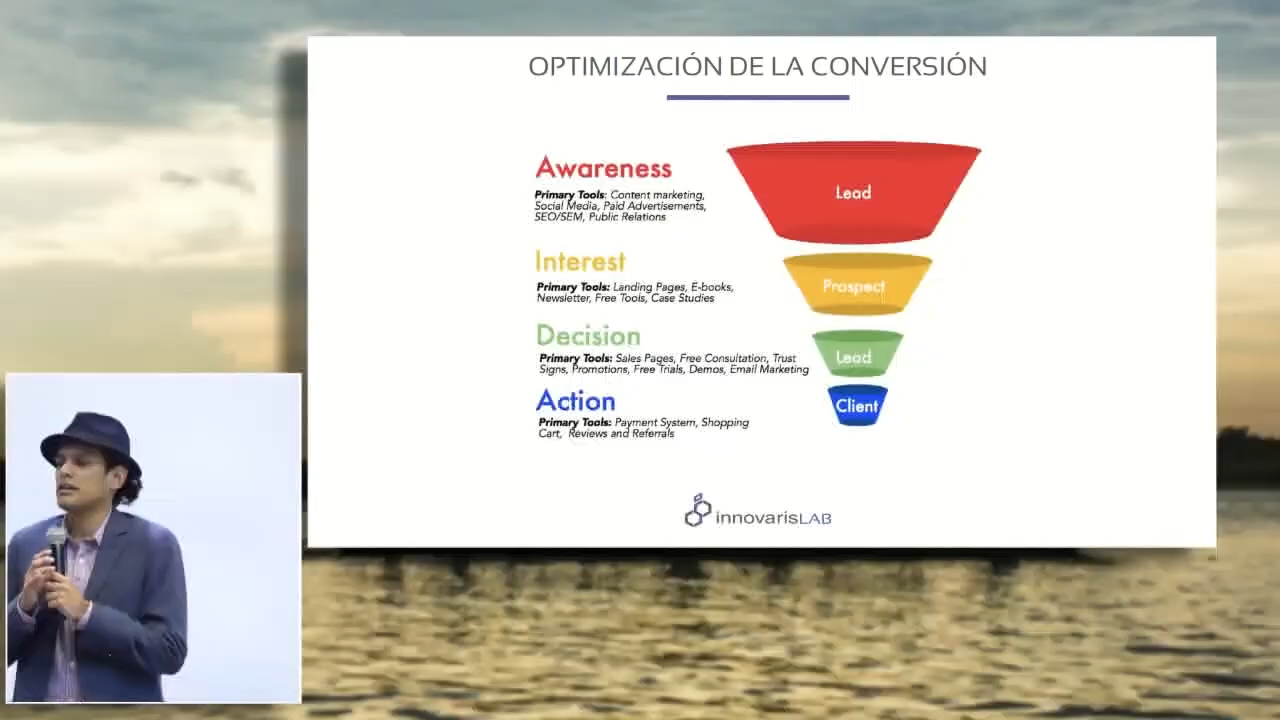 OPTIMIZACIÓN DE LA CONVERSIÓN
Awareness
Primary Tools: Content marketing,
Social Media, Paid Advertisements,
SEO/SEM, Public Relations
Lead
Interest
Primary Tools: Landing Pages, E-books,
Newsletter, Free Tools, Case Studies
Prospect
Decision
Primary Tools: Sales Pages, Free Consultation, Trust
Signs, Promotions, Free Trials, Demos, Email Marketing
Lead
Action
Primary Tools: Payment System, Shopping
Cart, Reviews and Referrals
Client
innovarisLAB